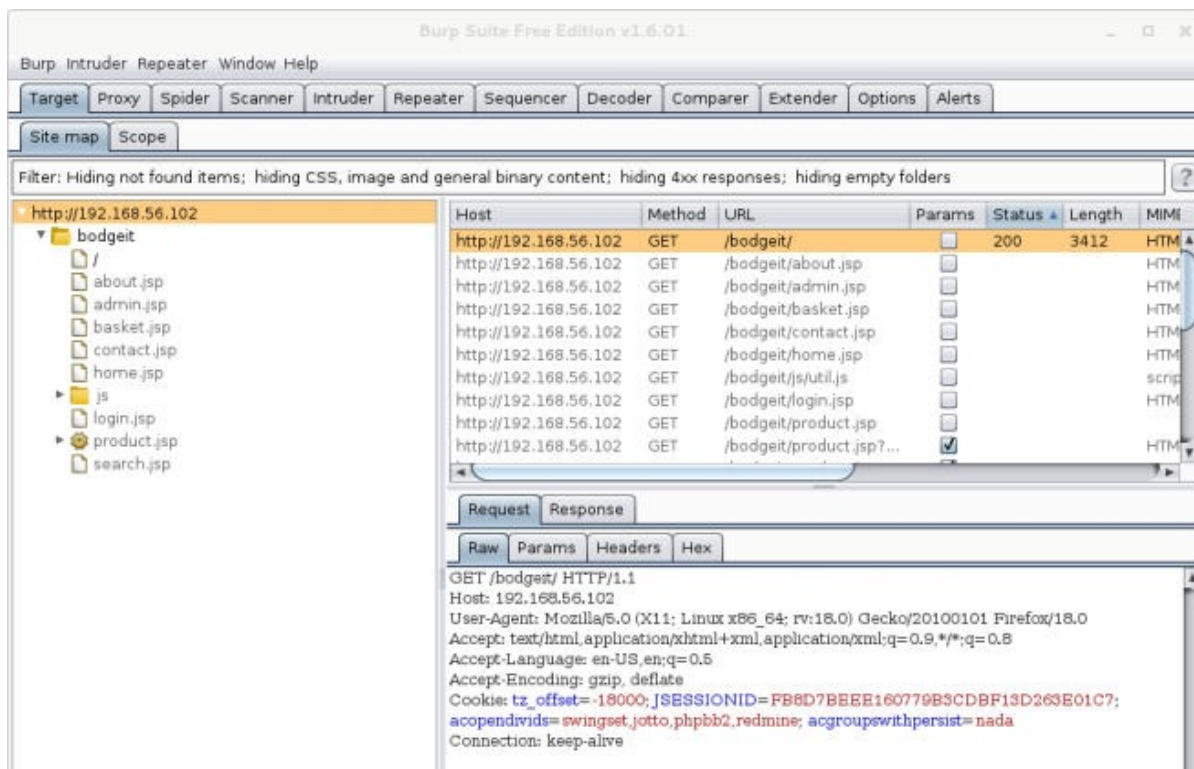 Burp Suite Free Edition v1.6.01
Burp Intruder Repeater Window Help
Target Proxy Spider Scanner Intruder Repeater Sequencer Decoder Comparer Extender Options Alerts
Site map Scope
Filter: Hiding not found items; hiding CSS, image and general binary content; hiding 4xx responses; hiding empty folders ?
http://192.168.56.102
bodgeit
/
about.jsp
admin.jsp
basket.jsp
contact.jsp
home.jsp
js
login.jsp
product.jsp
search.jsp
Host Method URL Params Status Length MIME
http://192.168.56.102 GET /bodgeit/ 200 3412 HTM
http://192.168.56.102 GET /bodgeit/about.jsp HTM
http://192.168.56.102 GET /bodgeit/admin.jsp HTM
http://192.168.56.102 GET /bodgeit/basket.jsp HTM
http://192.168.56.102 GET /bodgeit/contact.jsp HTM
http://192.168.56.102 GET /bodgeit/home.jsp HTM
http://192.168.56.102 GET /bodgeit/js/util.js scrip
http://192.168.56.102 GET /bodgeit/login.jsp HTM
http://192.168.56.102 GET /bodgeit/product.jsp
http://192.168.56.102 GET /bodgeit/product.jsp?... HTM
Request Response
Raw Params Headers Hex
GET /bodgeit/ HTTP/1.1
Host: 192.168.56.102
User-Agent: Mozilla/5.0 (X11; Linux x86_64; rv:18.0) Gecko/20100101 Firefox/18.0
Accept: text/html,application/xhtml+xml,application/xml;q=0.9,*/*;q=0.8
Accept-Language: en-US,en;q=0.5
Accept-Encoding: gzip, deflate
Cookie: tz_offset=-18000; JSESSIONID=FB8D7BEEE160779B3CDBF13D263E01C7;
acopendivids=swingset,jotto,phpbb2,redmine; acgroupswithpersist=nada
Connection: keep-alive